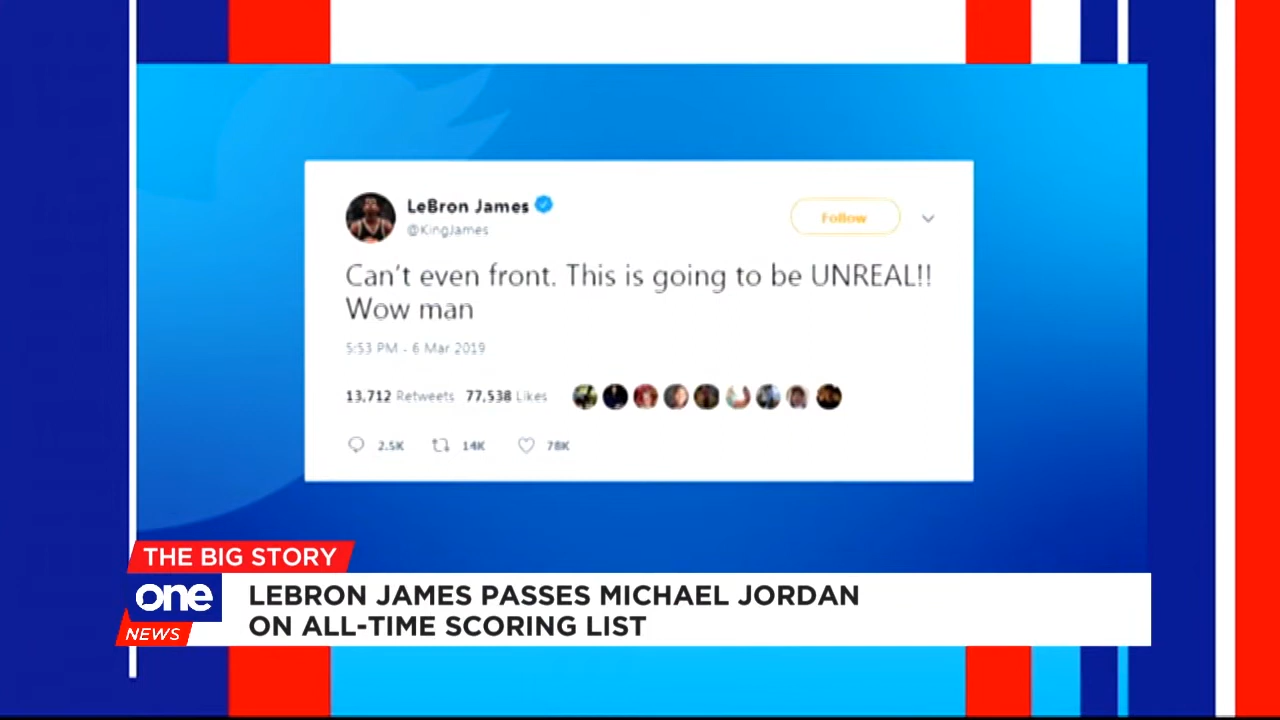 LeBron James
@KingJames
Follow
Can't even front. This is going to be UNREAL!!
Wow man
5:53 PM - 6 Mar 2019
13,712 Retweets 77,538 Likes
2.5K 14K 78K
THE BIG STORY
one
NEWS
LEBRON JAMES PASSES MICHAEL JORDAN
ON ALL-TIME SCORING LIST